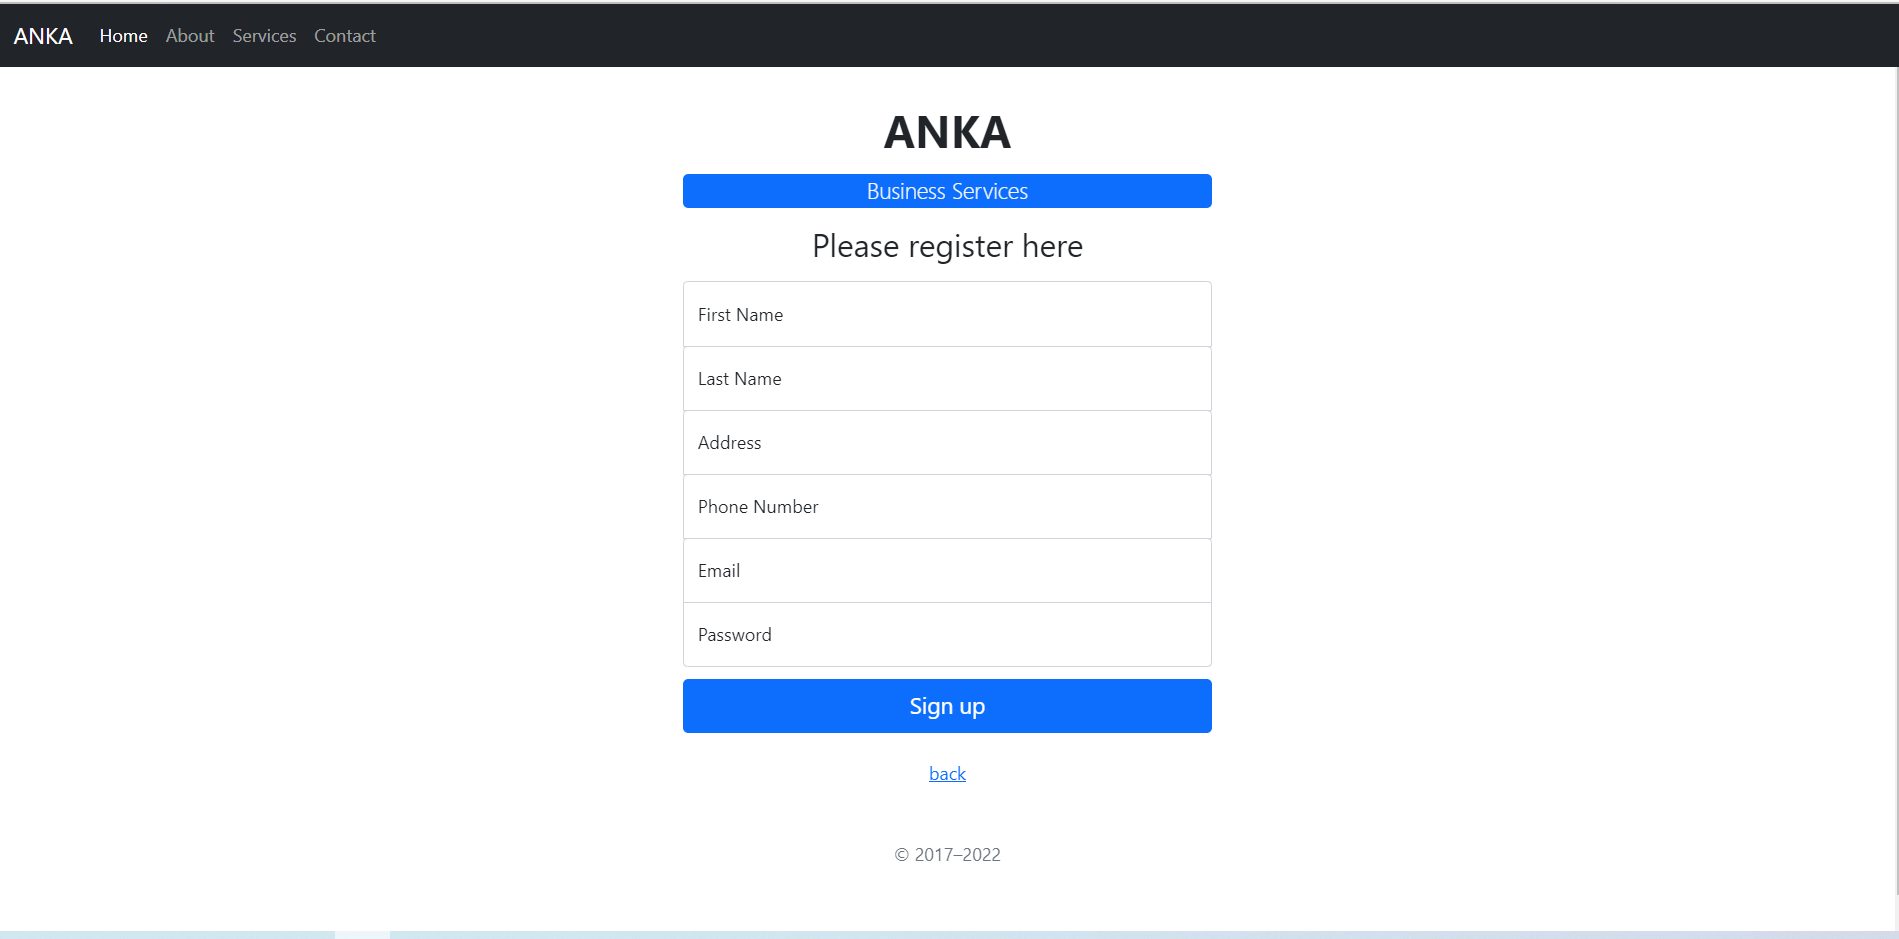 ANKA Home About Services Contact
ANKA
Business Services
Please register here
First Name
Last Name
Address
Phone Number
Email
Password
Sign up
back
© 2017–2022